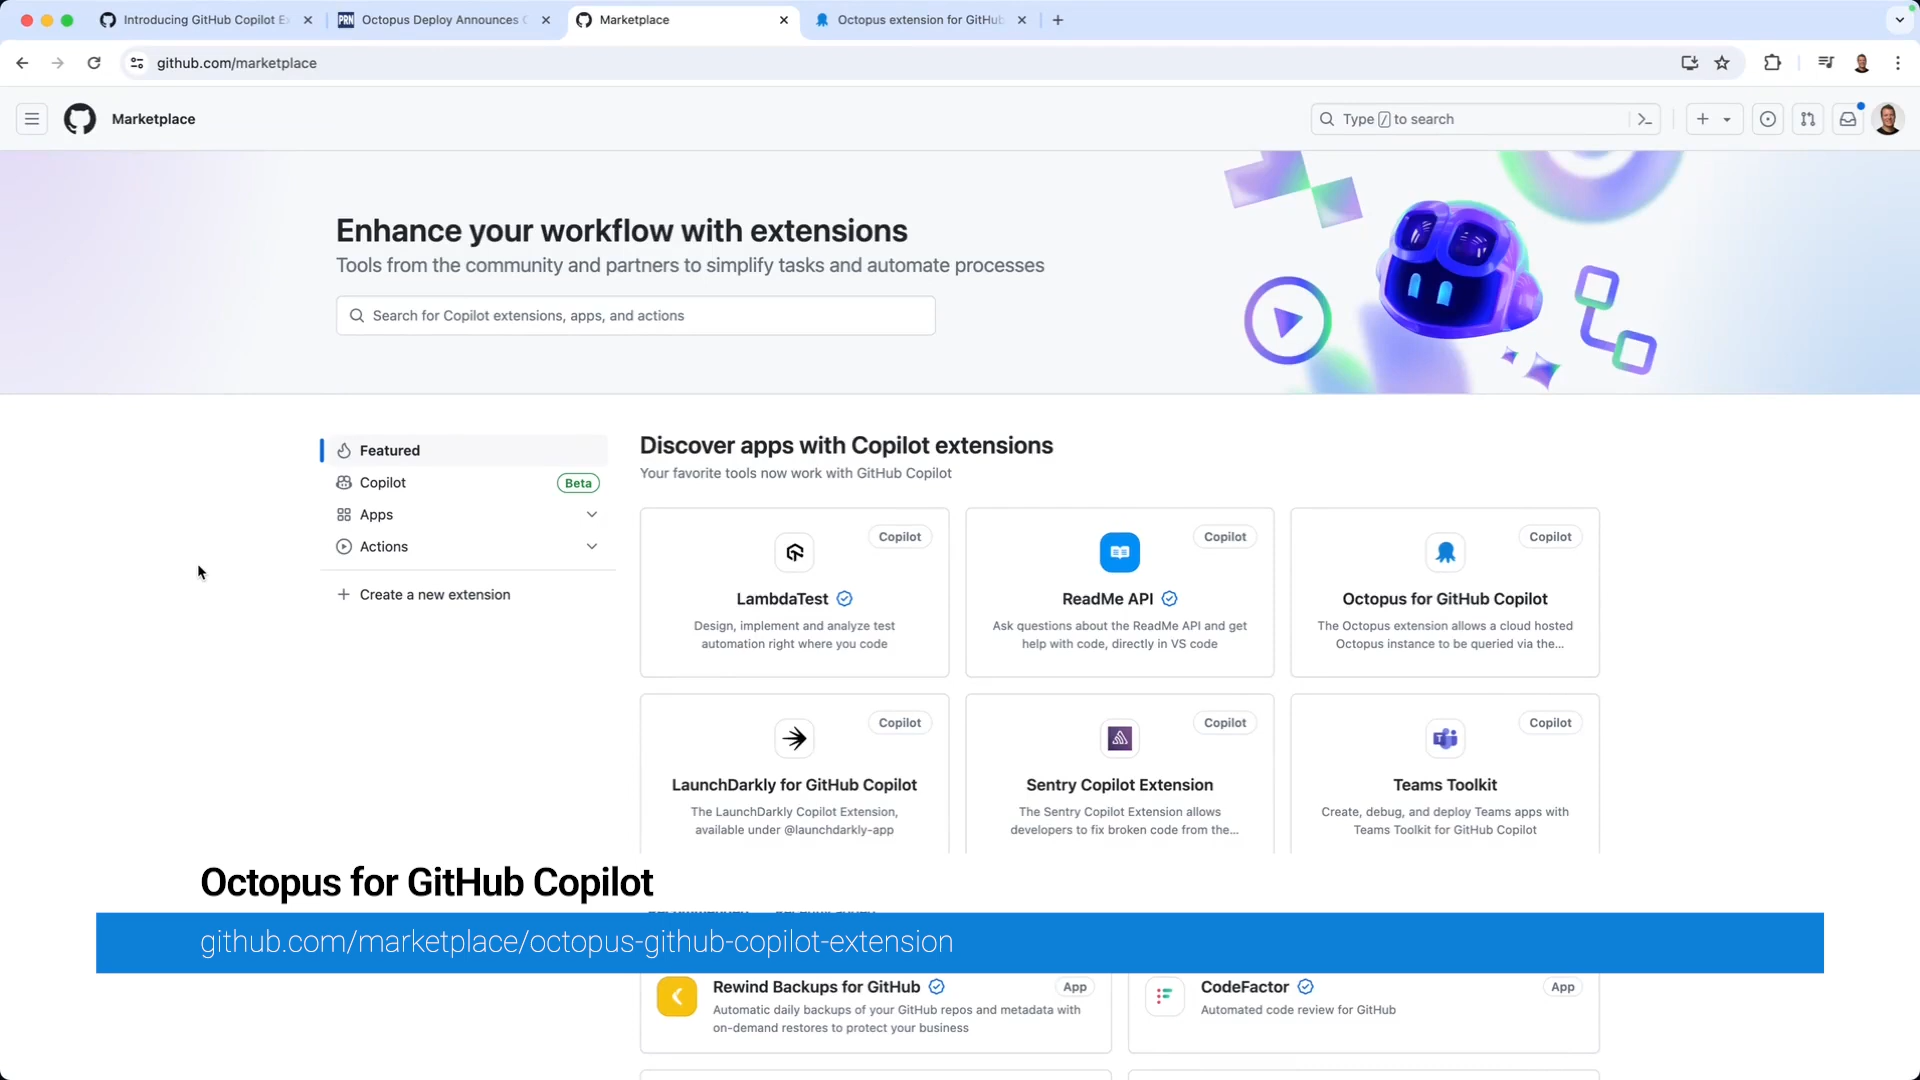 Introducing GitHub Copilot E
PRN
Octopus Deploy Announces
Marketplace
Octopus extension for GitHub
github.com/marketplace
Marketplace
Type / to search
Enhance your workflow with extensions
Tools from the community and partners to simplify tasks and automate processes
Search for Copilot extensions, apps, and actions
Featured
Copilot
Beta
Apps
Actions
Create a new extension
Discover apps with Copilot extensions
Your favorite tools now work with GitHub Copilot
Copilot
LambdaTest
Design, implement and analyze test
automation right where you code
Copilot
ReadMe API
Ask questions about the ReadMe API and get
help with code, directly in VS code
Copilot
Octopus for GitHub Copilot
The Octopus extension allows a cloud hosted
Octopus instance to be queried via the...
Copilot
LaunchDarkly for GitHub Copilot
The LaunchDarkly Copilot Extension,
available under @launchdarkly-app
Copilot
Sentry Copilot Extension
The Sentry Copilot Extension allows
developers to fix broken code from the...
Copilot
Teams Toolkit
Create, debug, and deploy Teams apps with
Teams Toolkit for GitHub Copilot
Octopus for GitHub Copilot
github.com/marketplace/octopus-github-copilot-extension
Rewind Backups for GitHub
App
Automatic daily backups of your GitHub repos and metadata with
on-demand restores to protect your business
CodeFactor
App
Automated code review for GitHub